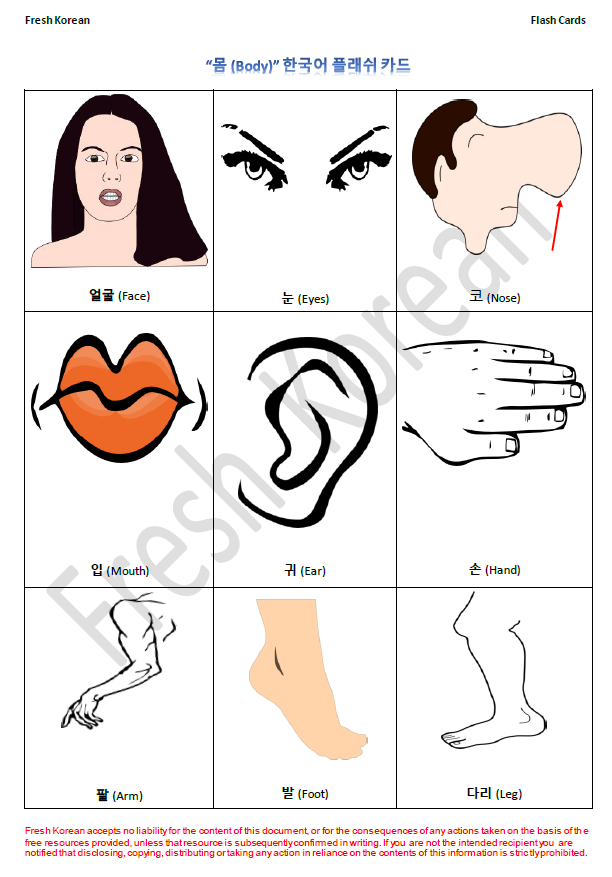 Fresh Korean Flash Cards
“몸 (Body)” 한국어 플래쉬 카드
얼굴 (Face) 눈 (Eyes) 코 (Nose)
입 (Mouth) 귀 (Ear) 손 (Hand)
팔 (Arm) 발 (Foot) 다리 (Leg)
Fresh Korean
Fresh Korean accepts no liability for the content of this document, or for the consequences of any actions taken on the basis of the
free resources provided, unless that resource is subsequently confirmed in writing. If you are not the intended recipient you are
notified that disclosing, copying, distributing or taking any action in reliance on the contents of this information is strictly prohibited.